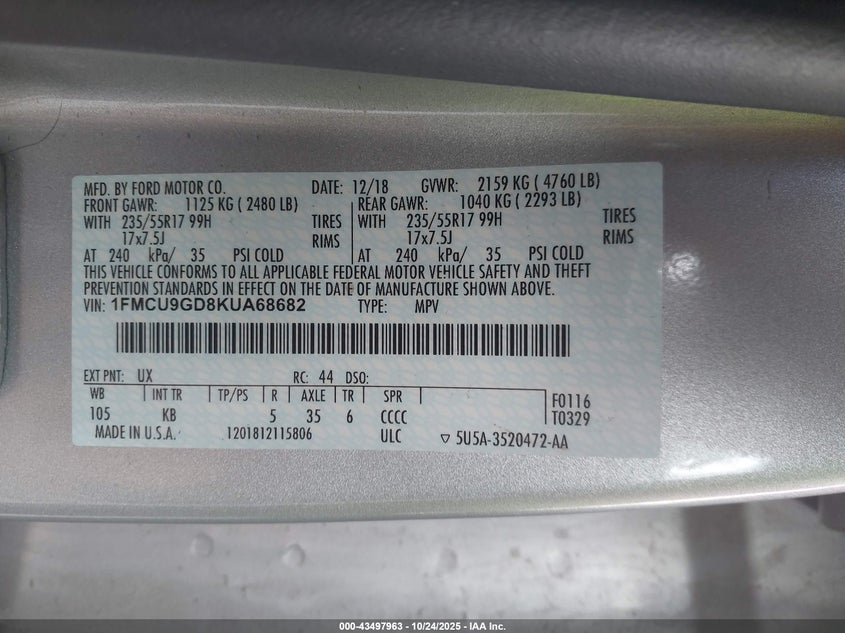 MFD. BY FORD MOTOR CO. DATE: 12/18 GVWR: 2159 KG ( 4760 LB)
FRONT GAWR: 1125 KG ( 2480 LB) REAR GAWR: 1040 KG ( 2293 LB)
WITH 235/55R17 99H TIRES WITH 235/55R17 99H TIRES
17x7.5J RIMS 17x7.5J RIMS
AT 240 kPa/ 35 PSI COLD AT 240 kPa/ 35 PSI COLD
THIS VEHICLE CONFORMS TO ALL APPLICABLE FEDERAL MOTOR VEHICLE SAFETY AND THEFT
PREVENTION STANDARDS IN EFFECT ON THE DATE OF MANUFACTURE SHOWN ABOVE.
VIN: 1FMCU9GD8KUA68682 TYPE: MPV
EXT PNT: UX RC: 44 DSO:
WB INT TR TP/PS R AXLE TR SPR F0116
105 KB 5 35 6 CCCC T0329
MADE IN U.S.A. 1201812115806 ULC ▽ 5U5A-3520472-AA
000-43497963 - 10/24/2025 - IAA Inc.